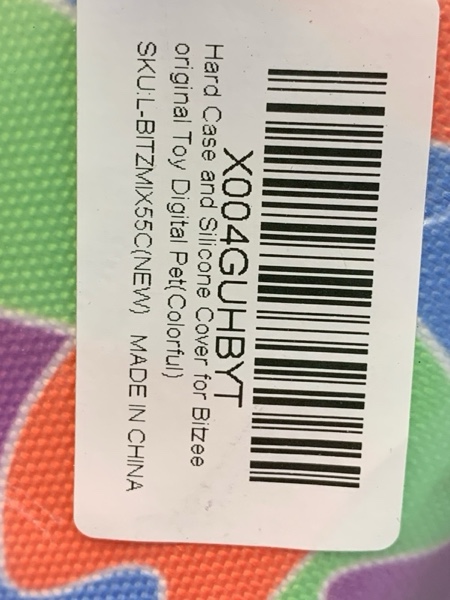 X004GUHBYT
Hard Case and Silicone Cover for Bitzee
original Toy Digital Pet(Colorful)
SKU:L-BITZMIX55C(NEW) MADE IN CHINA